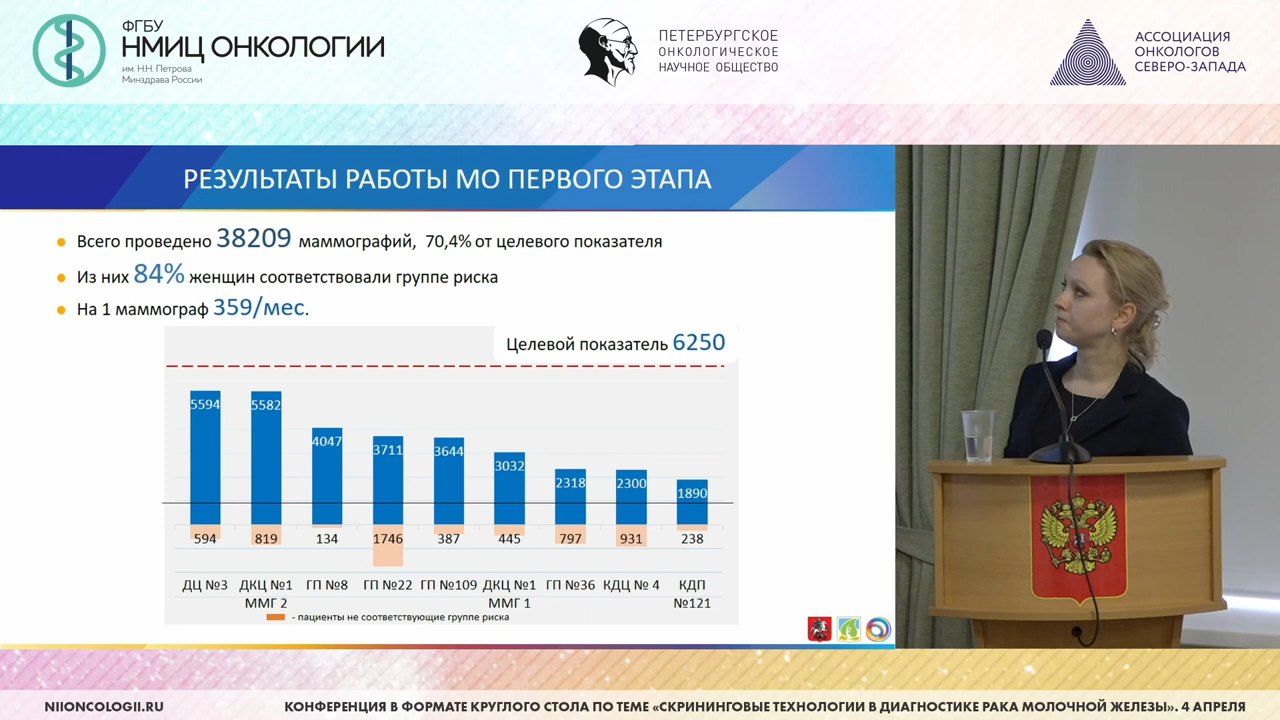 ФГБУ
НМИЦ ОНКОЛОГИИ
им. Н.Н. Петрова
Минздрава России
ПЕТЕРБУРГСКОЕ
ОНКОЛОГИЧЕСКОЕ
НАУЧНОЕ ОБЩЕСТВО
АССОЦИАЦИЯ
ОНКОЛОГОВ
СЕВЕРО-ЗАПАДА
РЕЗУЛЬТАТЫ РАБОТЫ МО ПЕРВОГО ЭТАПА
Всего проведено 38209 маммографий, 70,4% от целевого показателя
Из них 84% женщин соответствовали группе риска
На 1 маммограф 359/мес.
Целевой показатель 6250
5594 5582 4047 3711 3644 3032 2318 2300 1890
594 819 134 1746 387 445 797 931 238
ДЦ №3 ДКЦ №1 ГП №8 ГП №22 ГП №109 ДКЦ №1 ГП №36 КДЦ № 4 КДП
ММГ 2 ММГ 1 №121
- пациенты не соответствующие группе риска
NIIONCOLOGII.RU
КОНФЕРЕНЦИЯ В ФОРМАТЕ КРУГЛОГО СТОЛА ПО ТЕМЕ «СКРИНИНГОВЫЕ ТЕХНОЛОГИИ В ДИАГНОСТИКЕ РАКА МОЛОЧНОЙ ЖЕЛЕЗЫ». 4 АПРЕЛЯ